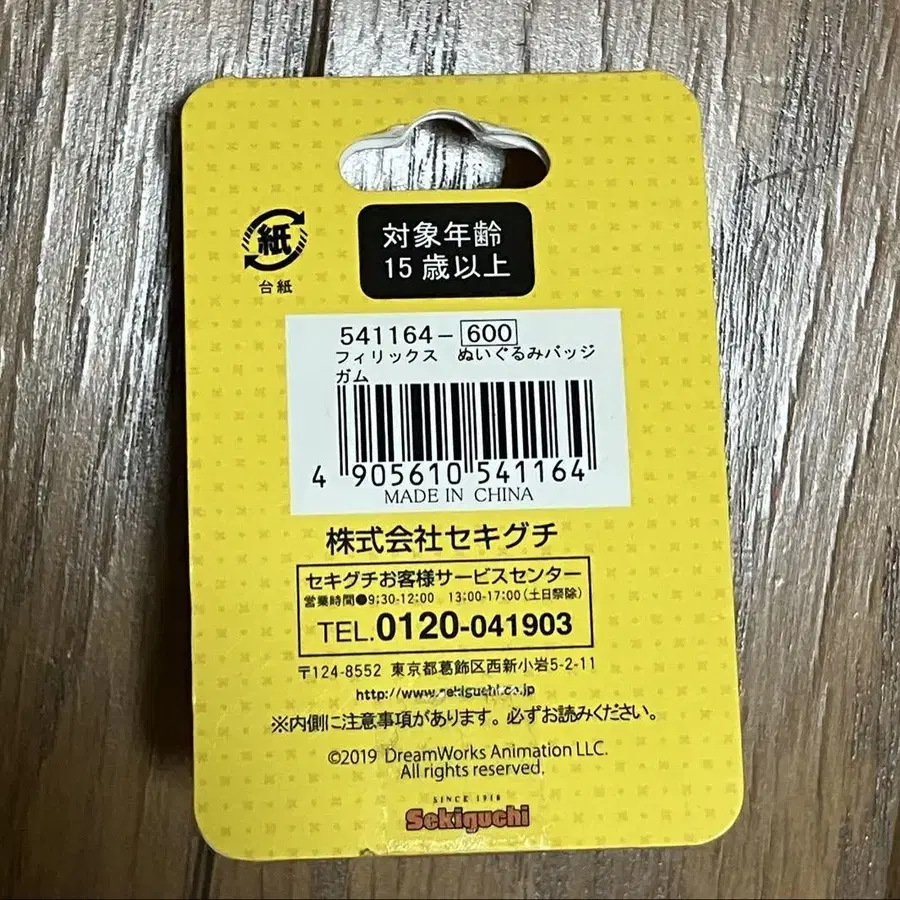 紙
台紙
対象年齢
15歳以上
541164-600
フィリックス ぬいぐるみバッジ
ガム
4 905610 541164
MADE IN CHINA
株式会社セキグチ
セキグチお客様サービスセンター
営業時間●9:30-12:00 13:00-17:00(土日祭除)
TEL.0120-041903
〒124-8552 東京都葛飾区西新小岩5-2-11
http://www.sekiguchi.co.jp
※内側に注意事項があります。必ずお読みください。
©2019 DreamWorks Animation LLC.
All rights reserved.
SINCE 1918
Sekiguchi